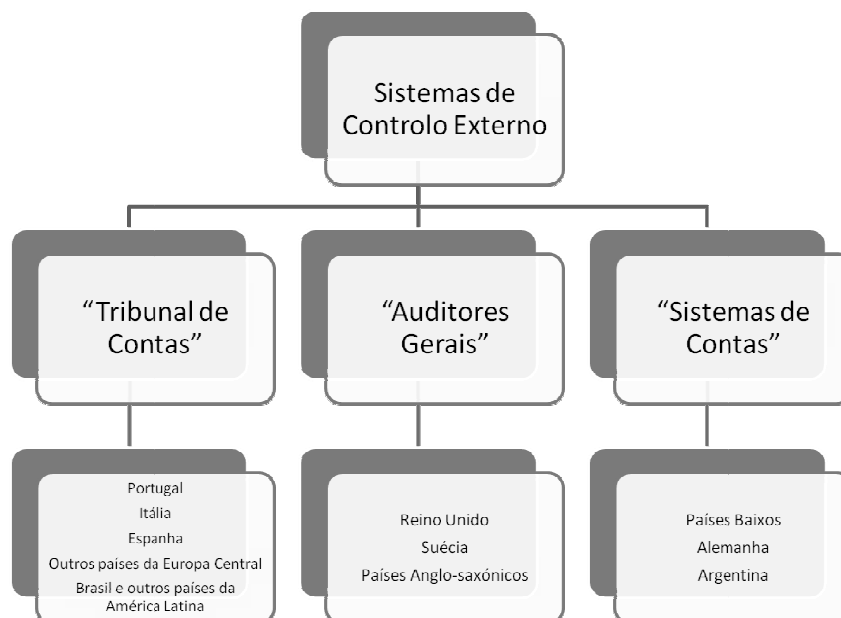 Sistemas de
Controlo Externo
“Tribunal de
Contas”
“Auditores
Gerais”
“Sistemas de
Contas”
Portugal
Itália
Espanha
Outros países da Europa Central
Brasil e outros países da
América Latina
Reino Unido
Suécia
Países Anglo-saxónicos
Países Baixos
Alemanha
Argentina